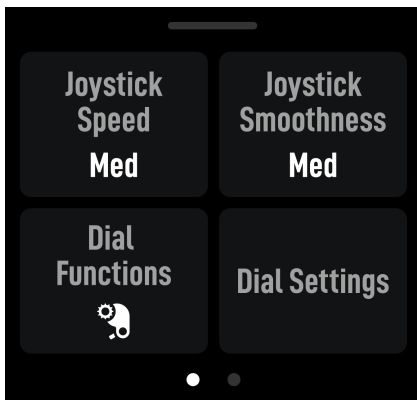 Joystick
Speed
Med
Joystick
Smoothness
Med
Dial
Functions
Dial Settings